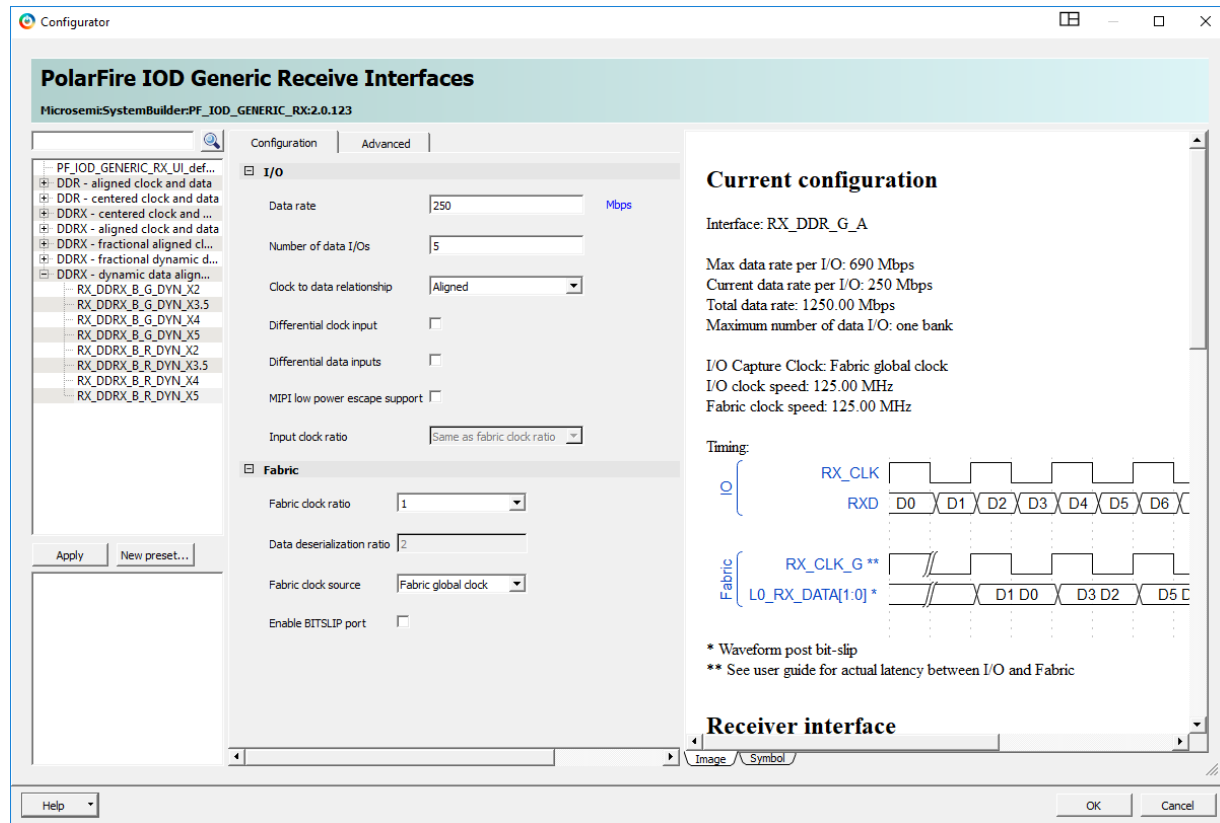 Configurator
PolarFire IOD Generic Receive Interfaces
Microsemi:SystemBuilder:PF_IOD_GENERIC_RX:2.0.123
PF_IOD_GENERIC_RX_UI_def...
DDR - aligned clock and data
DDR - centered clock and data
DDRX - centered clock and ...
DDRX - aligned clock and data
DDRX - fractional aligned cl...
DDRX - fractional dynamic d...
DDRX - dynamic data align...
RX_DDRX_B_G_DYN_X2
RX_DDRX_B_G_DYN_X3.5
RX_DDRX_B_G_DYN_X4
RX_DDRX_B_G_DYN_X5
RX_DDRX_B_R_DYN_X2
RX_DDRX_B_R_DYN_X3.5
RX_DDRX_B_R_DYN_X4
RX_DDRX_B_R_DYN_X5
Apply New preset...
Configuration Advanced
I/O
Data rate 250 Mbps
Number of data I/Os 5
Clock to data relationship Aligned
Differential clock input
Differential data inputs
MIPI low power escape support
Input clock ratio Same as fabric clock ratio
Fabric
Fabric clock ratio 1
Data deserialization ratio 2
Fabric clock source Fabric global clock
Enable BITSLIP port
Current configuration
Interface: RX_DDR_G_A
Max data rate per I/O: 690 Mbps
Current data rate per I/O: 250 Mbps
Total data rate: 1250.00 Mbps
Maximum number of data I/O: one bank
I/O Capture Clock: Fabric global clock
I/O clock speed: 125.00 MHz
Fabric clock speed: 125.00 MHz
Timing:
IO
RX_CLK
RXD D0 D1 D2 D3 D4 D5 D6
Fabric
RX_CLK_G **
L0_RX_DATA[1:0] * D1 D0 D3 D2 D5 D
* Waveform post bit-slip
** See user guide for actual latency between I/O and Fabric
Receiver interface
Image Symbol
Help OK Cancel